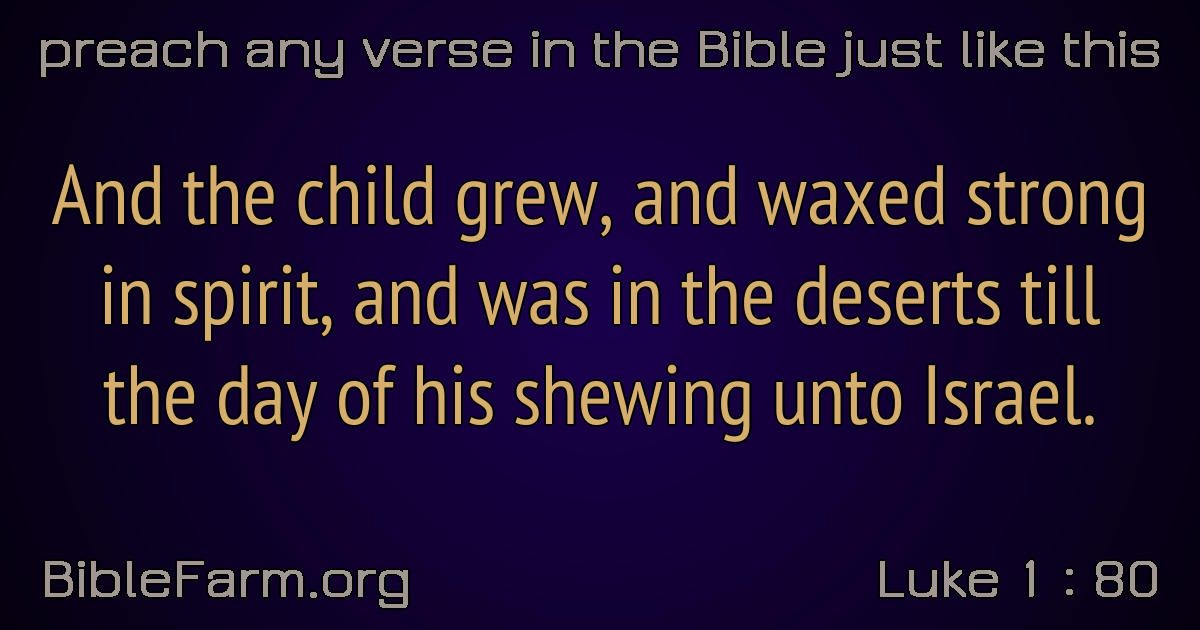 preach any verse in the Bible just like this
And the child grew, and waxed strong
in spirit, and was in the deserts till
the day of his shewing unto Israel.
BibleFarm.org
Luke 1 : 80